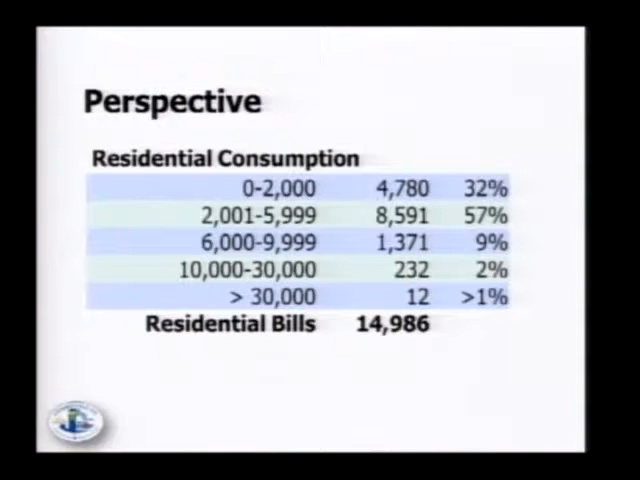 Perspective
Residential Consumption
0-2,000 4,780 32%
2,001-5,999 8,591 57%
6,000-9,999 1,371 9%
10,000-30,000 232 2%
> 30,000 12 >1%
Residential Bills 14,986